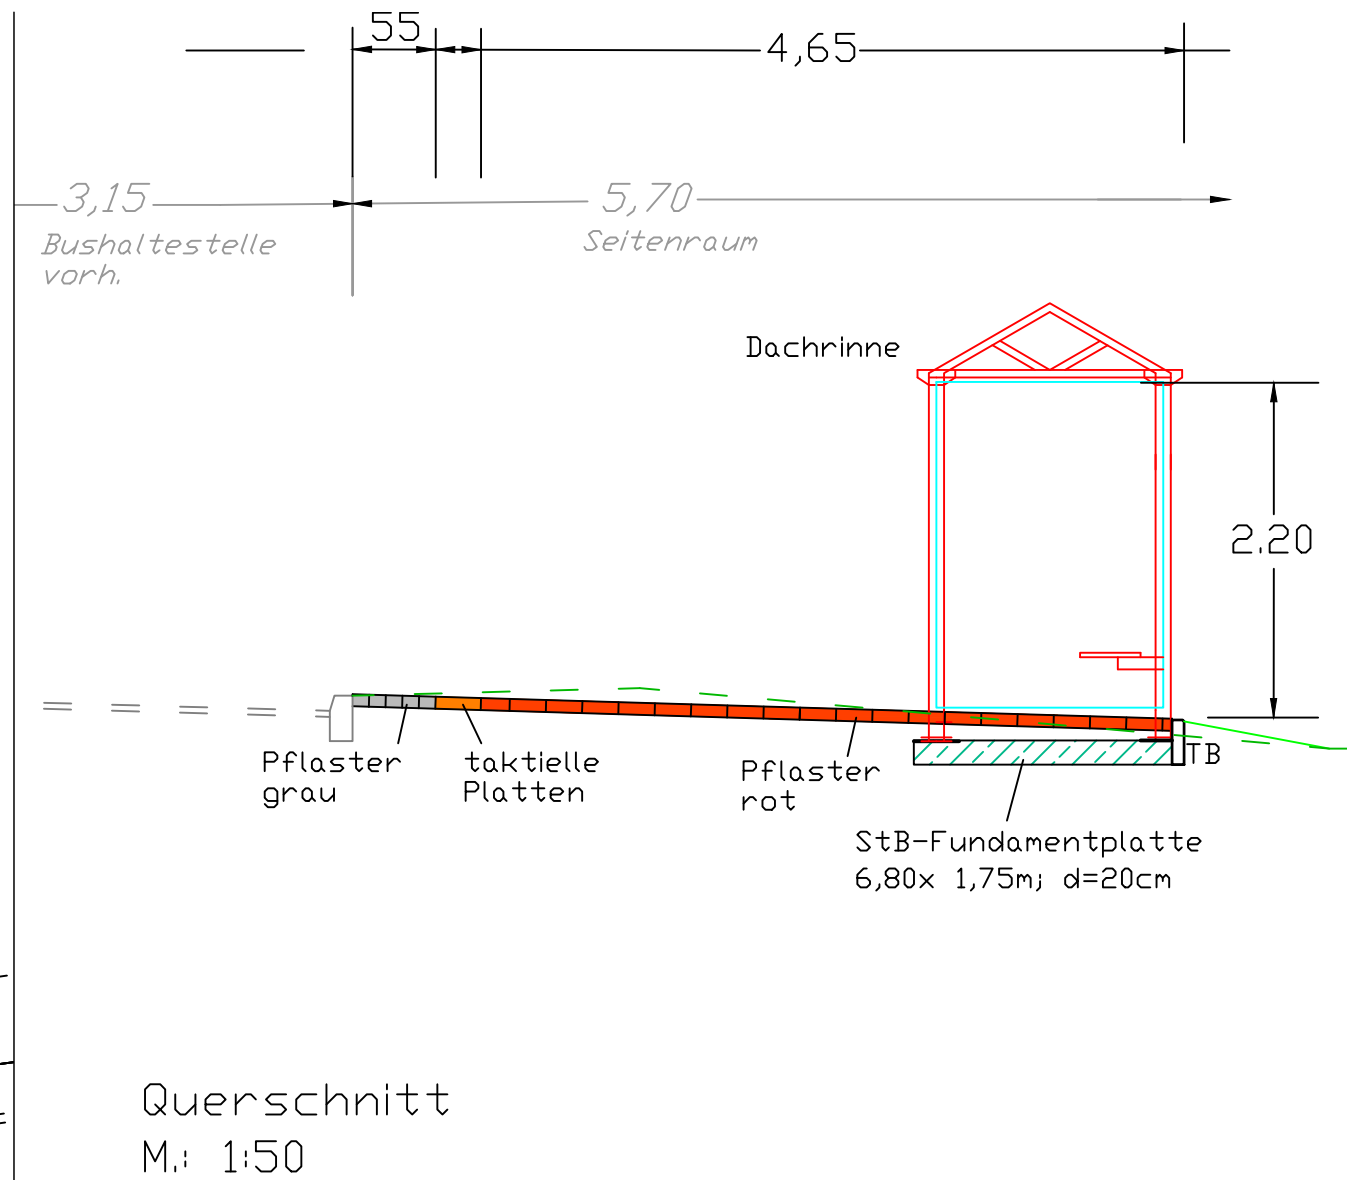 55
4,65
3,15
5,70
Bushaltestelle
vorh.
Seitenraum
Dachrinne
2.20
Pflaster
grau
taktielle
Platten
Pflaster
rot
TB
StB-Fundamentplatte
6,80x 1,75m; d=20cm
Querschnitt
M.: 1:50